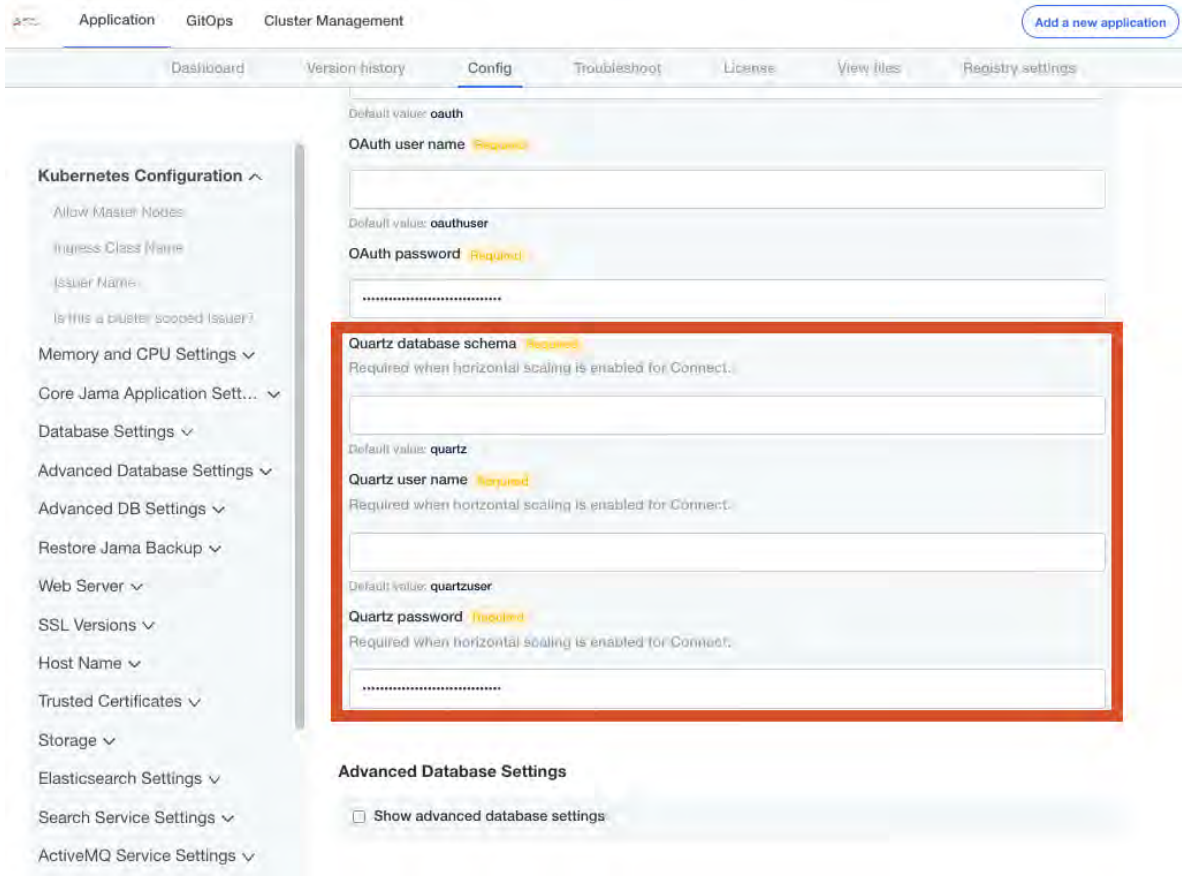 Application GitOps Cluster Management Add a new application
Dashboard Version history Config Troubleshoot License View files Registry settings
Default value: oauth
OAuth user name Required
Default value: oauthuser
OAuth password Required
Quartz database schema Required
Required when horizontal scaling is enabled for Connect.
Default value: quartz
Quartz user name Required
Required when horizontal scaling is enabled for Connect.
Default value: quartzuser
Quartz password Required
Required when horizontal scaling is enabled for Connect.
Advanced Database Settings
Show advanced database settings
Kubernetes Configuration
Allow Master Nodes
Ingress Class Name
Issuer Name
Is this a cluster scoped Issuer?
Memory and CPU Settings
Core Jama Application Sett...
Database Settings
Advanced Database Settings
Advanced DB Settings
Restore Jama Backup
Web Server
SSL Versions
Host Name
Trusted Certificates
Storage
Elasticsearch Settings
Search Service Settings
ActiveMQ Service Settings